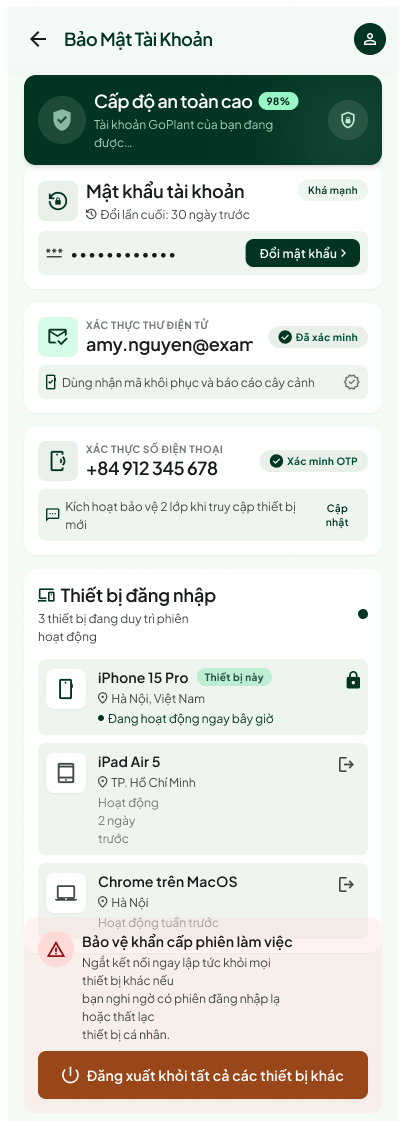 Bảo Mật Tài Khoản
Cấp độ an toàn cao 98%
Tài khoản GoPlant của bạn đang
được...
Mật khẩu tài khoản Khá mạnh
Đổi lần cuối: 30 ngày trước
*** •••••••••••• Đổi mật khẩu
XÁC THỰC THƯ ĐIỆN TỬ
amy.nguyen@exam Đã xác minh
Dùng nhận mã khôi phục và báo cáo cây cảnh
XÁC THỰC SỐ ĐIỆN THOẠI
+84 912 345 678 Xác minh OTP
Kích hoạt bảo vệ 2 lớp khi truy cập thiết bị
mới
Cập
nhật
Thiết bị đăng nhập
3 thiết bị đang duy trì phiên
hoạt động
iPhone 15 Pro Thiết bị này
Hà Nội, Việt Nam
Đang hoạt động ngay bây giờ
iPad Air 5
TP. Hồ Chí Minh
Hoạt động
2 ngày
trước
Chrome trên MacOS
Hà Nội
Hoạt động tuần trước
Bảo vệ khẩn cấp phiên làm việc
Ngắt kết nối ngay lập tức khỏi mọi
thiết bị khác nếu
bạn nghi ngờ có phiên đăng nhập lạ
hoặc thất lạc
thiết bị cá nhân.
Đăng xuất khỏi tất cả các thiết bị khác